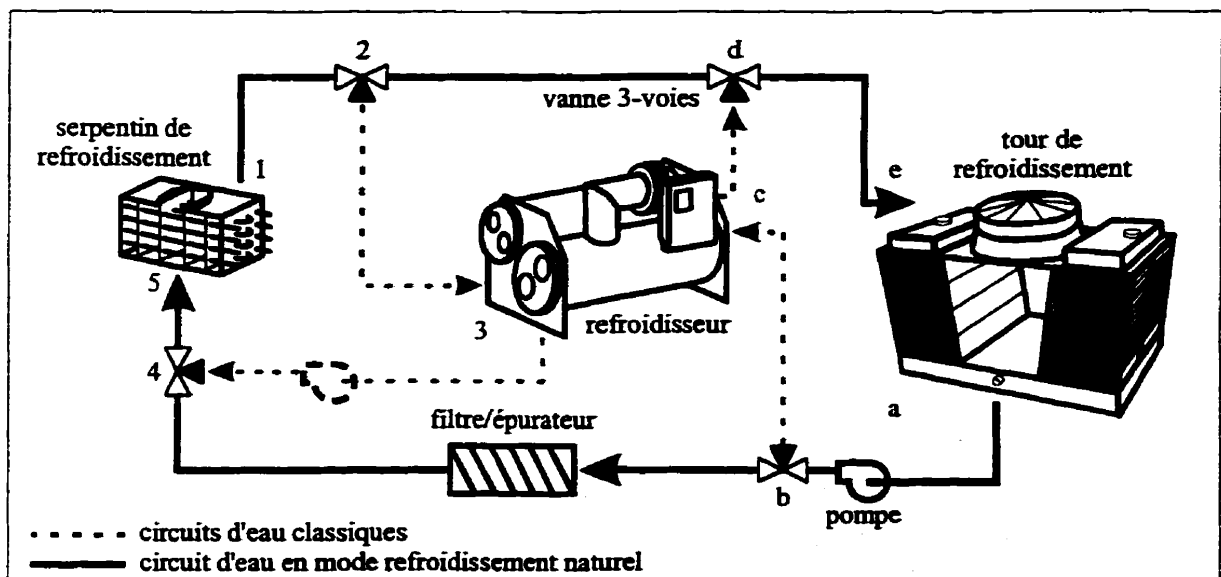 2
d
vanne 3-voies
serpentin de
refroidissement
1
tour de
refroidissement
e
c
5
3
refroidisseur
4
a
filtre/épurateur
b
pompe
circuits d'eau classiques
circuit d'eau en mode refroidissement naturel